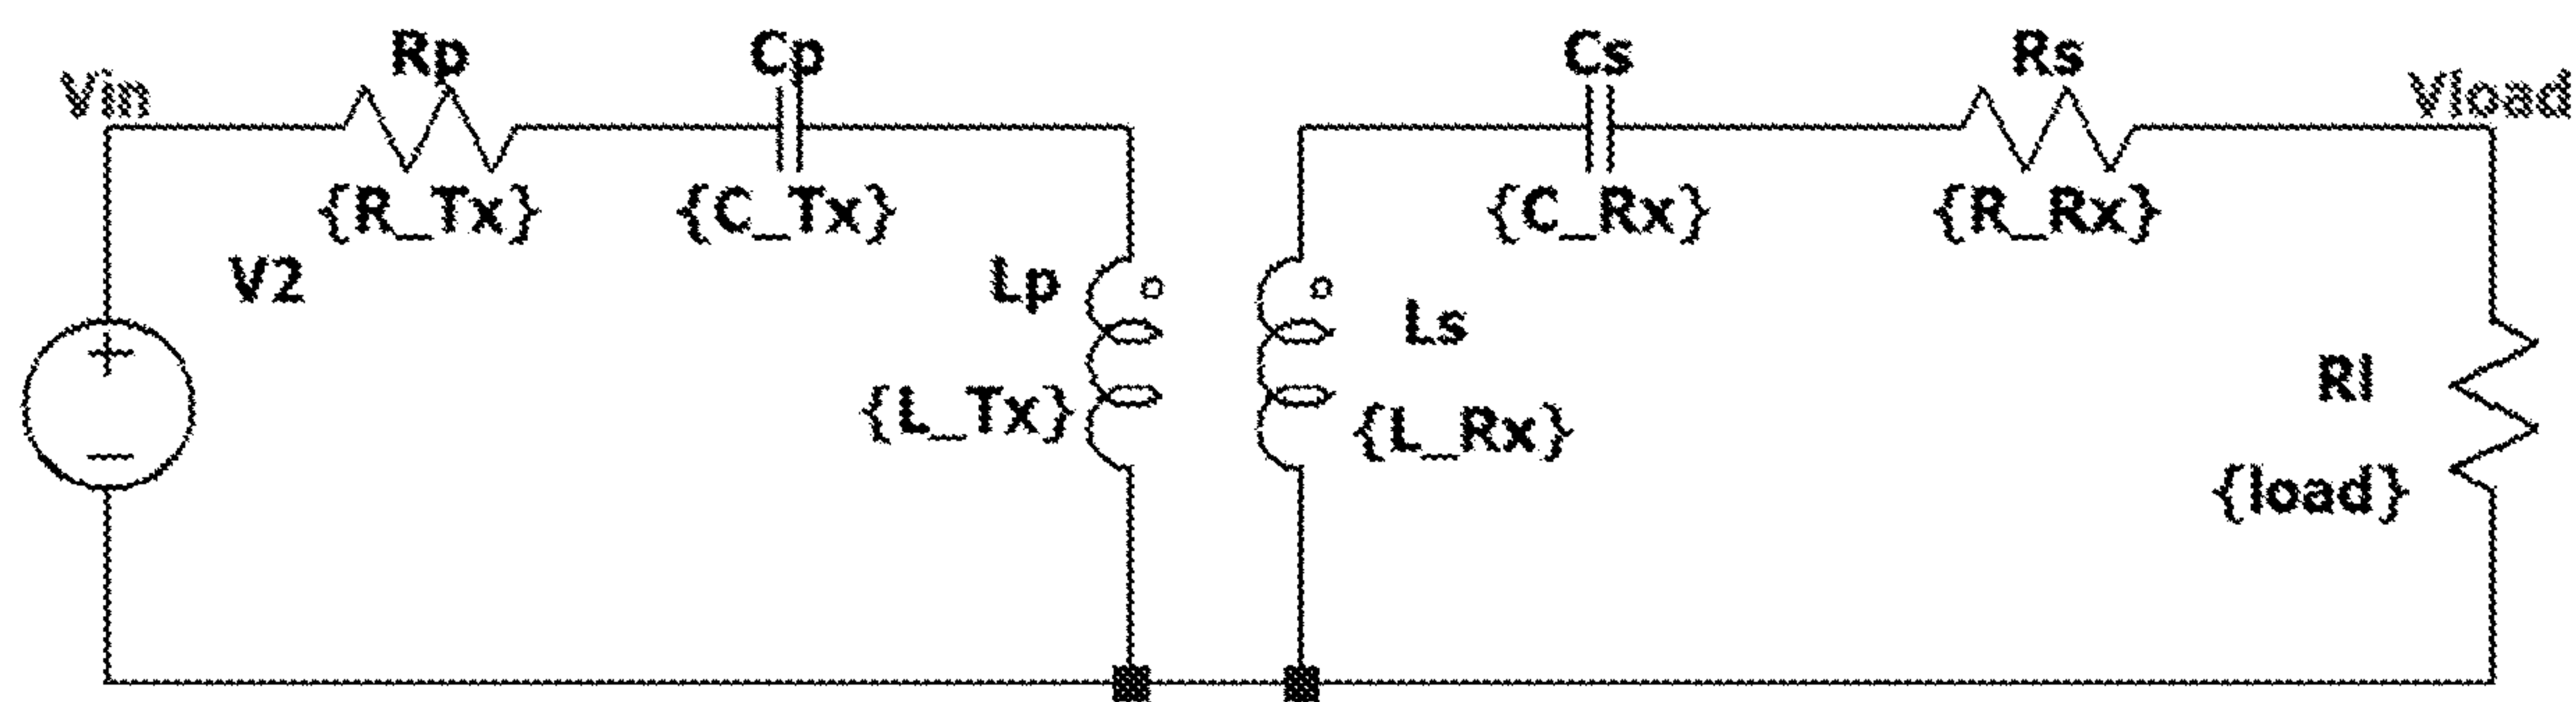 Vin
Rp
Cp
Cs
Rs
Vload
{R_Tx}
{C_Tx}
{C_Rx}
{R_Rx}
V2
Lp
Ls
{L_Tx}
{L_Rx}
Rl
{load}
+
−